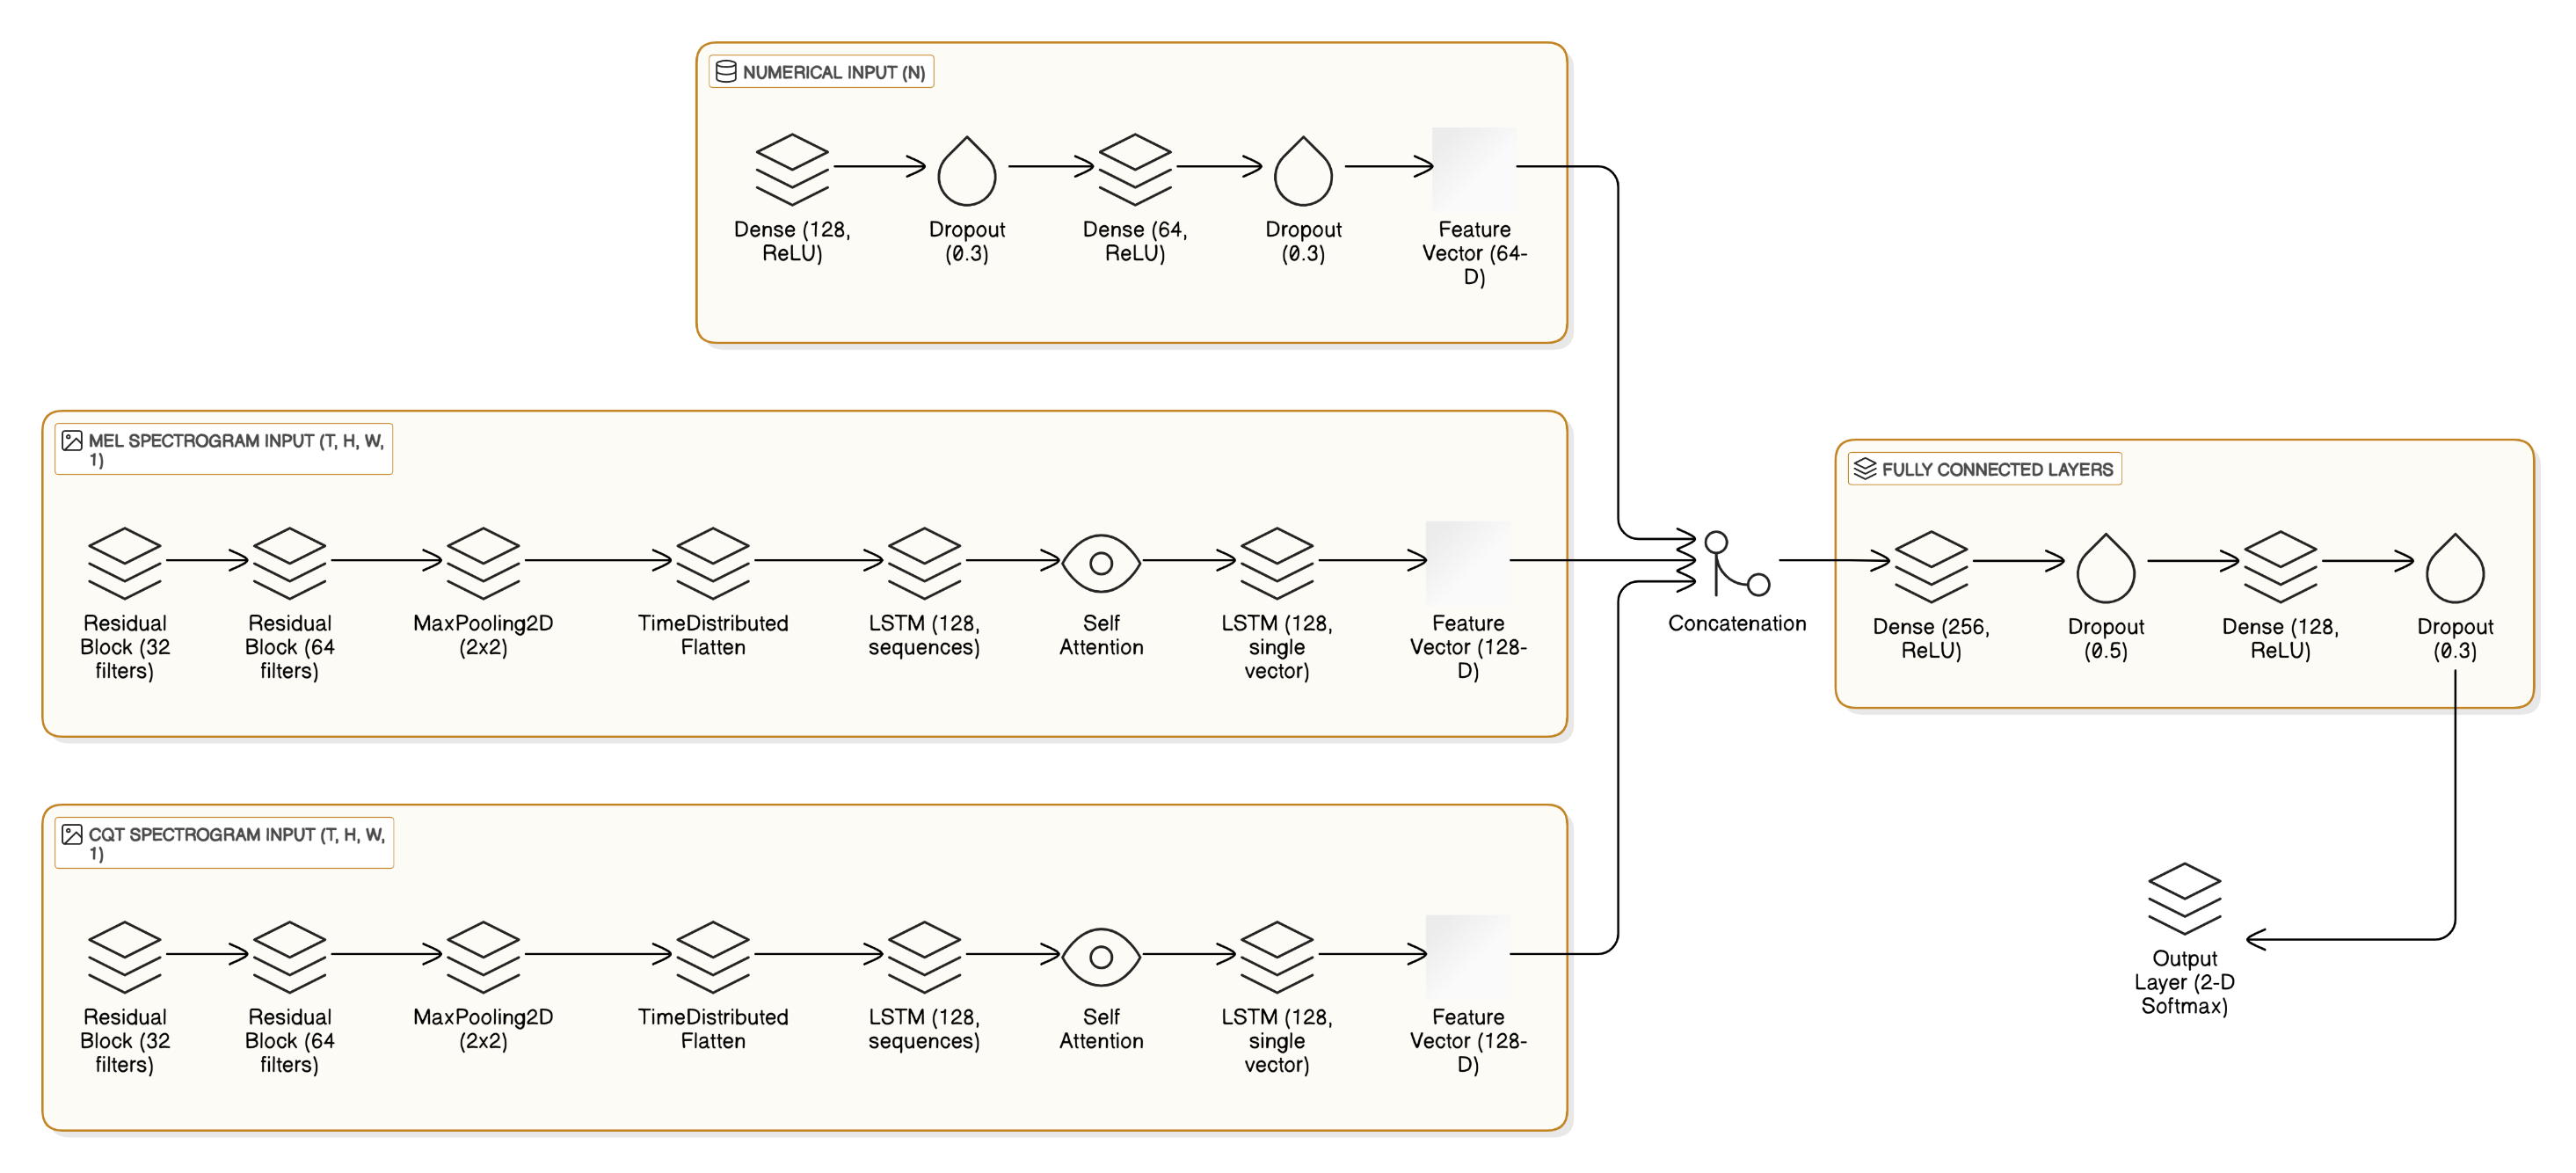 NUMERICAL INPUT (N)
Dense (128,
ReLU)
Dropout
(0.3)
Dense (64,
ReLU)
Dropout
(0.3)
Feature
Vector (64-
D)
MEL SPECTROGRAM INPUT (T, H, W,
1)
Residual
Block (32
filters)
Residual
Block (64
filters)
MaxPooling2D
(2x2)
TimeDistributed
Flatten
LSTM (128,
sequences)
Self
Attention
LSTM (128,
single
vector)
Feature
Vector (128-
D)
Concatenation
FULLY CONNECTED LAYERS
Dense (256,
ReLU)
Dropout
(0.5)
Dense (128,
ReLU)
Dropout
(0.3)
CQT SPECTROGRAM INPUT (T, H, W,
1)
Residual
Block (32
filters)
Residual
Block (64
filters)
MaxPooling2D
(2x2)
TimeDistributed
Flatten
LSTM (128,
sequences)
Self
Attention
LSTM (128,
single
vector)
Feature
Vector (128-
D)
Output
Layer (2-D
Softmax)